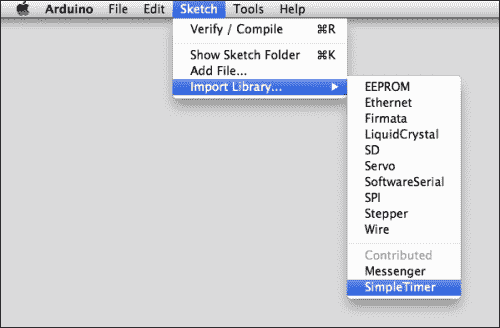 Arduino File Edit Sketch Tools Help
Verify / Compile ⌘R
Show Sketch Folder ⌘K
Add File...
Import Library...
EEPROM
Ethernet
Firmata
LiquidCrystal
SD
Servo
SoftwareSerial
SPI
Stepper
Wire
Contributed
Messenger
SimpleTimer